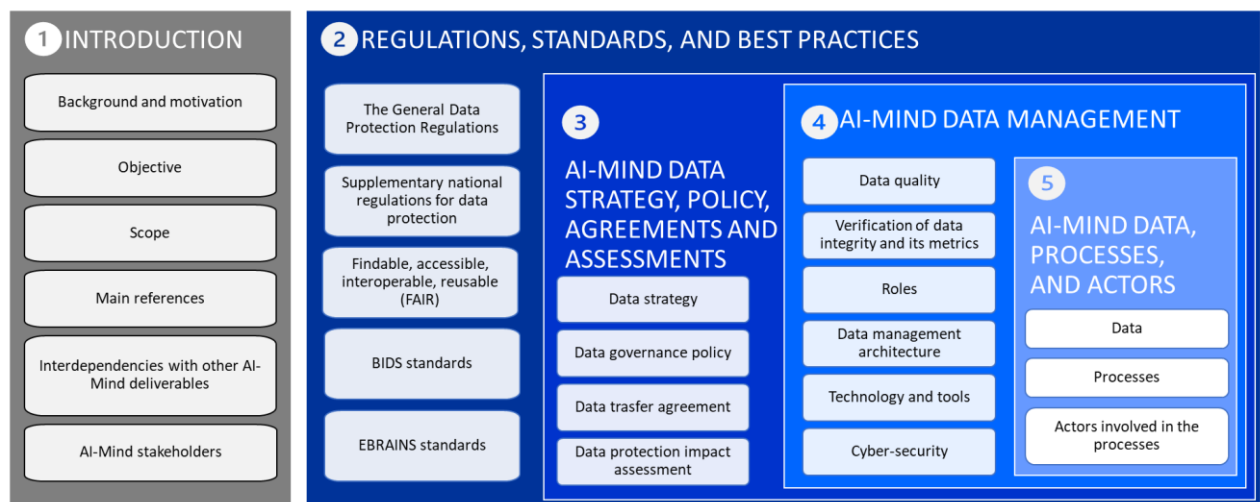 1 INTRODUCTION
Background and motivation
Objective
Scope
Main references
Interdependencies with other AI-
Mind deliverables
AI-Mind stakeholders
2 REGULATIONS, STANDARDS, AND BEST PRACTICES
The General Data
Protection Regulations
Supplementary national
regulations for data
protection
Findable, accessible,
interoperable, reusable
(FAIR)
BIDS standards
EBRAINS standards
3
AI-MIND DATA
STRATEGY, POLICY,
AGREEMENTS AND
ASSESSMENTS
Data strategy
Data governance policy
Data trasfer agreement
Data protection impact
assessment
4 AI-MIND DATA MANAGEMENT
Data quality
Verification of data
integrity and its metrics
Roles
Data management
architecture
Technology and tools
Cyber-security
5
AI-MIND DATA,
PROCESSES,
AND ACTORS
Data
Processes
Actors involved in the
processes